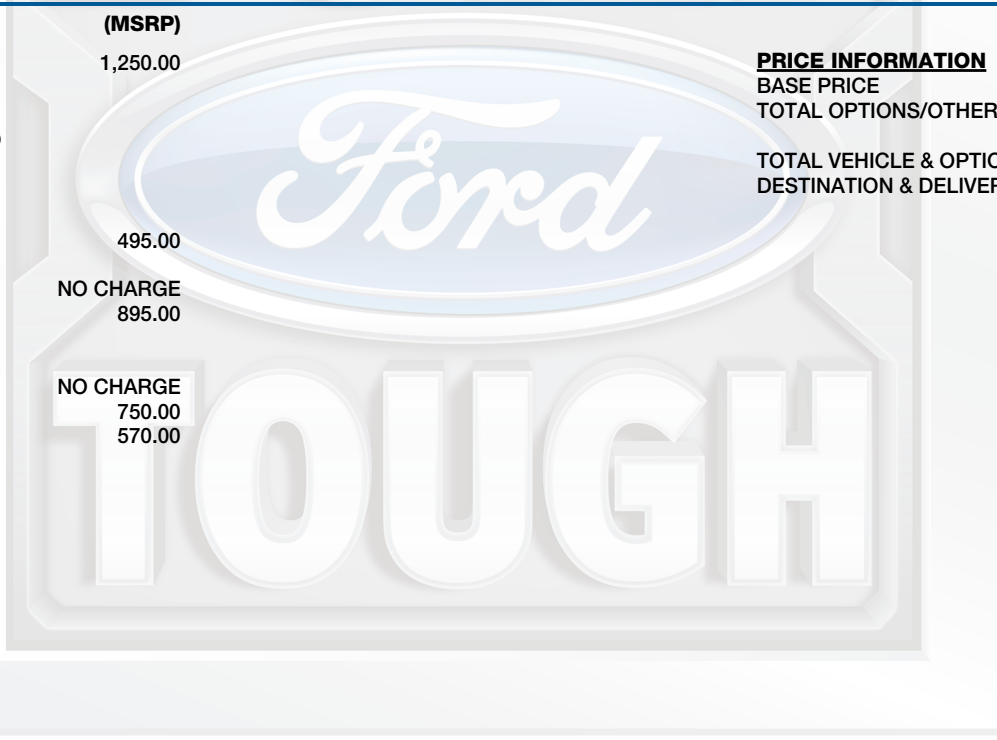 (MSRP)
1,250.00
495.00
NO CHARGE
895.00
NO CHARGE
750.00
570.00
PRICE INFORMATION
BASE PRICE
TOTAL OPTIONS/OTHER
TOTAL VEHICLE & OPTIO
DESTINATION & DELIVER
Ford
TOUGH